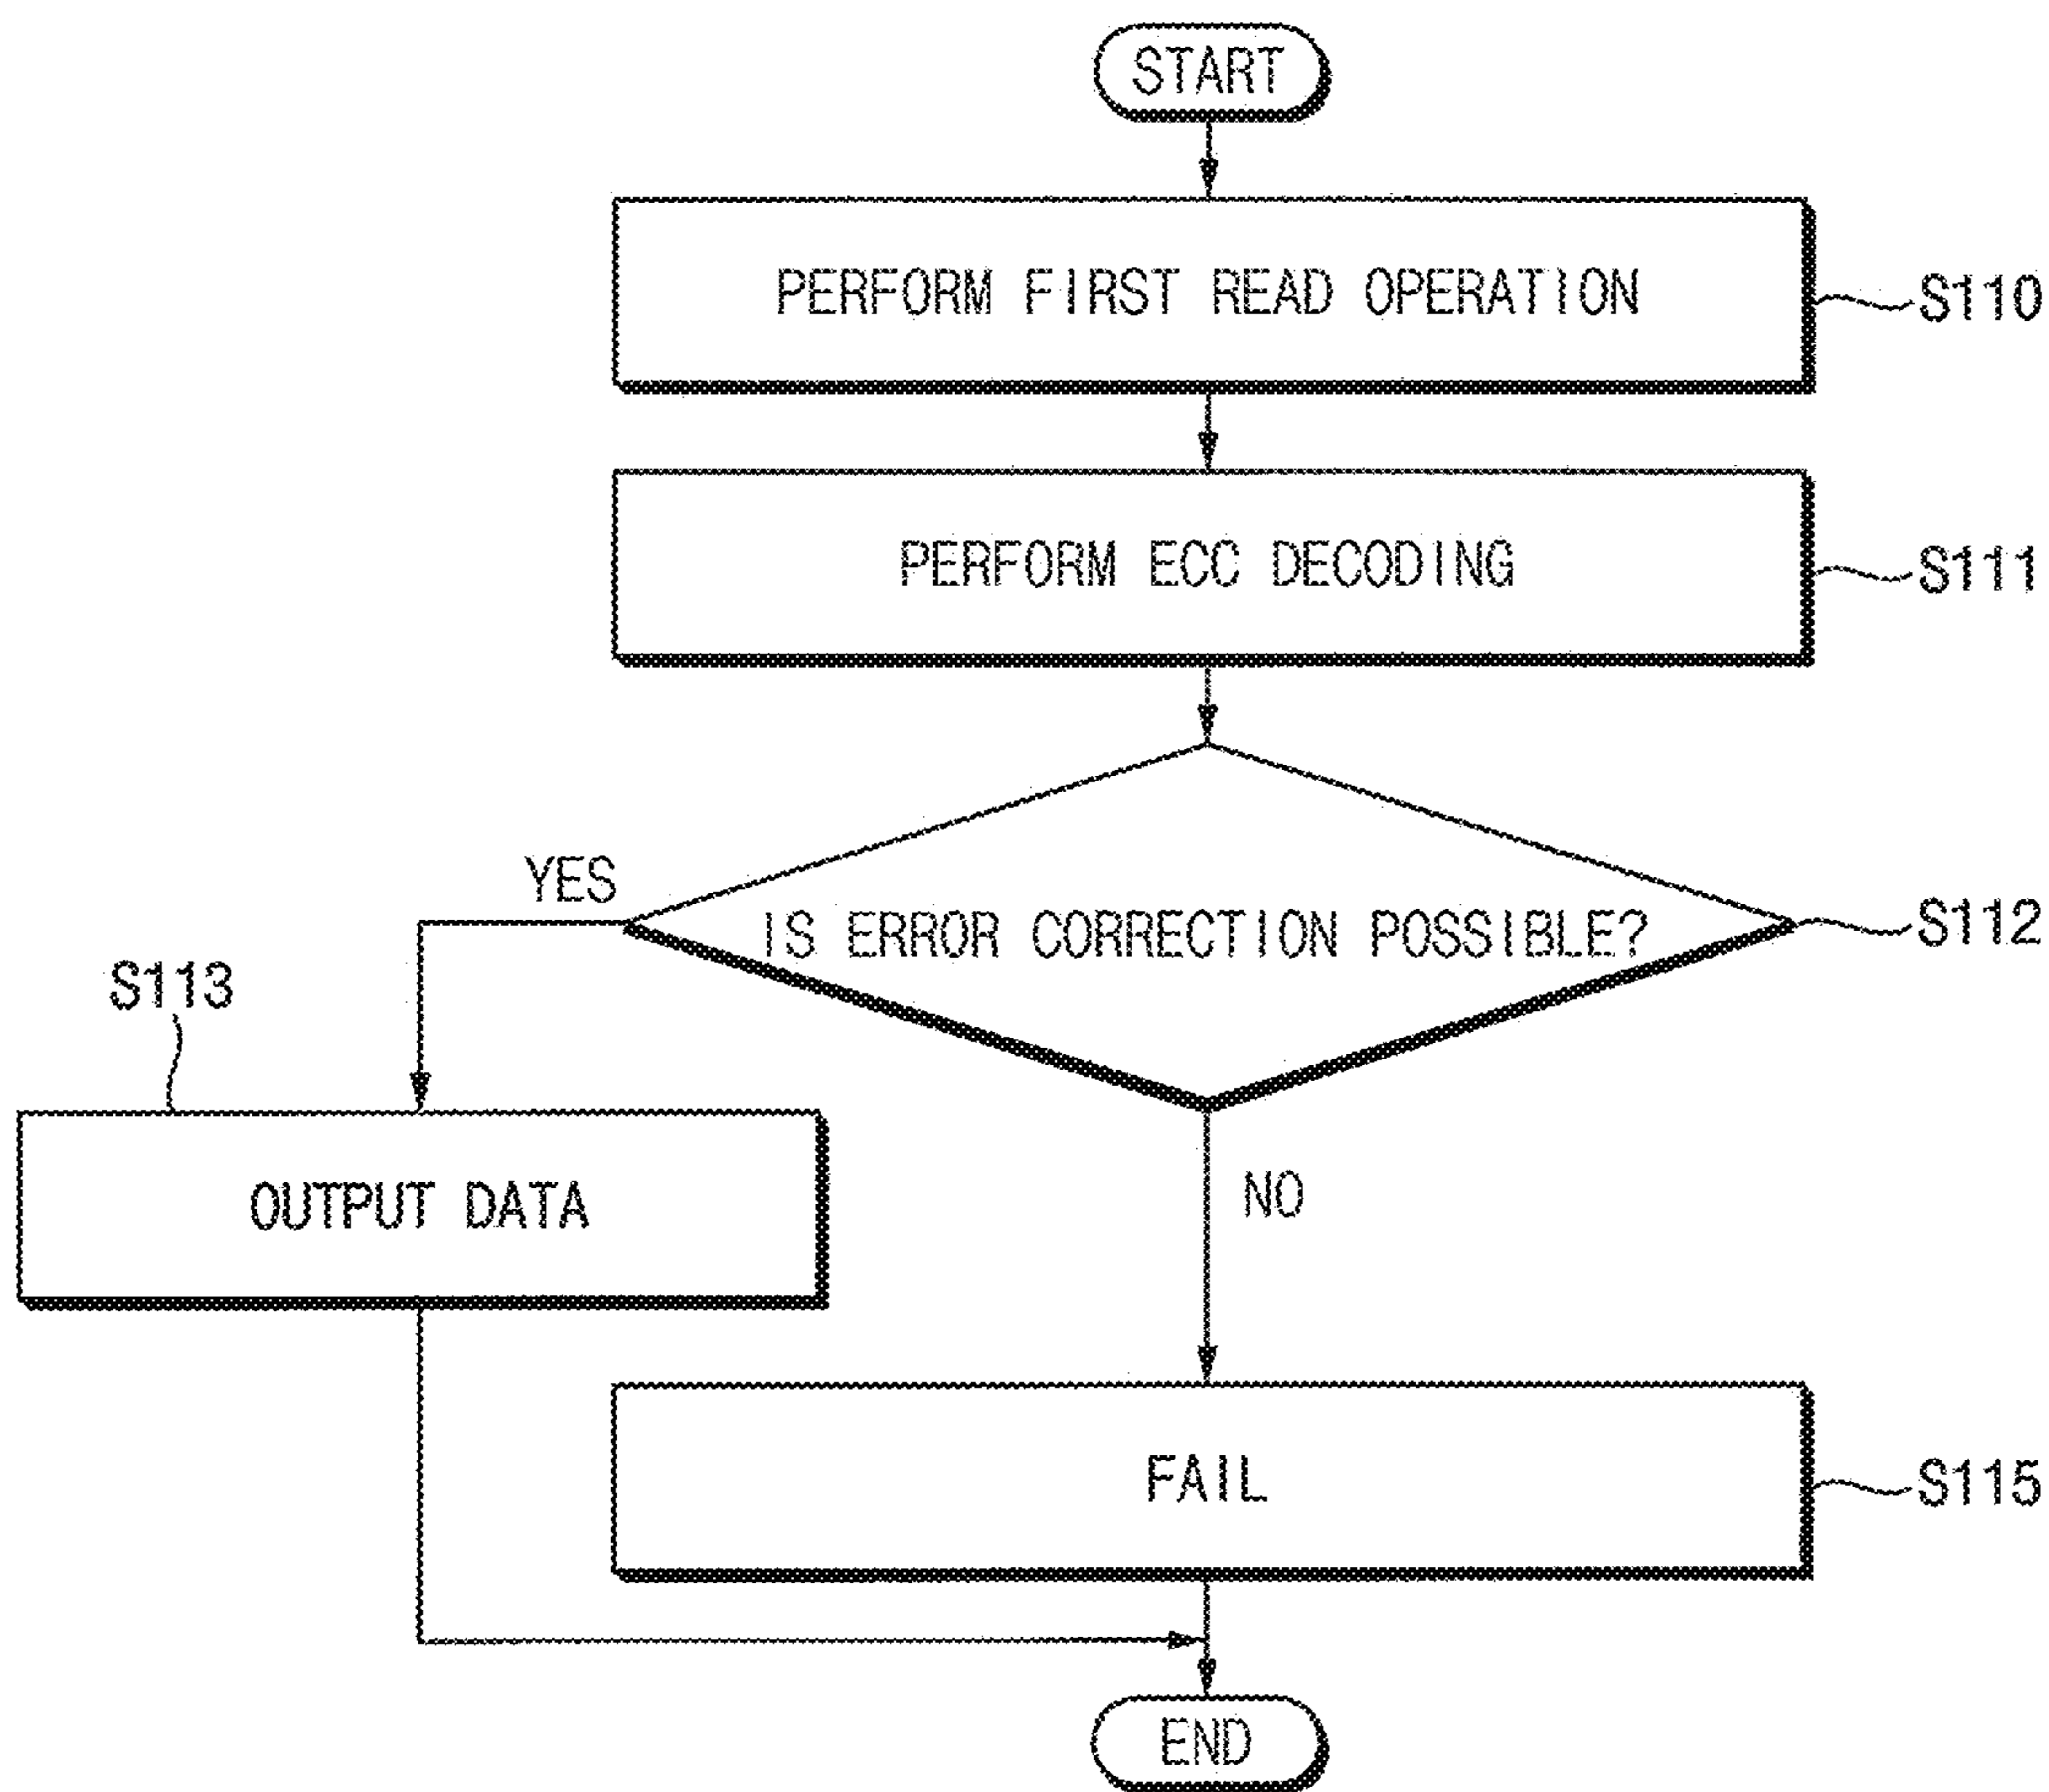 START
PERFORM FIRST READ OPERATION
S110
PERFORM ECC DECODING
S111
YES
IS ERROR CORRECTION POSSIBLE?
S112
S113
OUTPUT DATA
NO
FAIL
S115
END